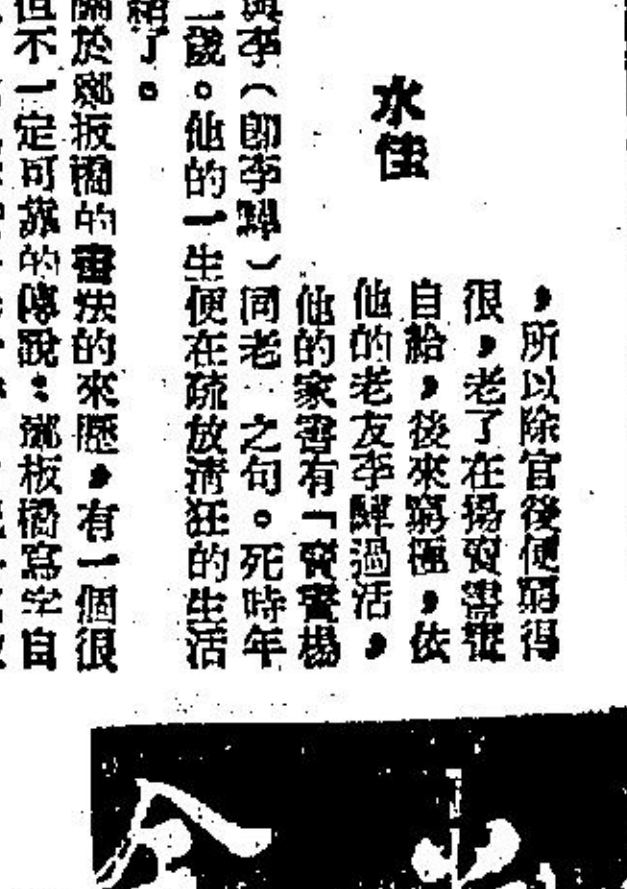 水佳
，所以除官後便窮得
很，老了在揚賣書畫
自給，後來窮極，依
他的老友李鱓過活，
他的家書有「賣畫揚
與李（卽李鱓）同老 之句。死時年
歲。他的一生便在疏放清狂的生活
紹了。
關於鄭板橋的書法的來歷，有一個很
但不一定可靠的傳說：鄭板橋寫字自